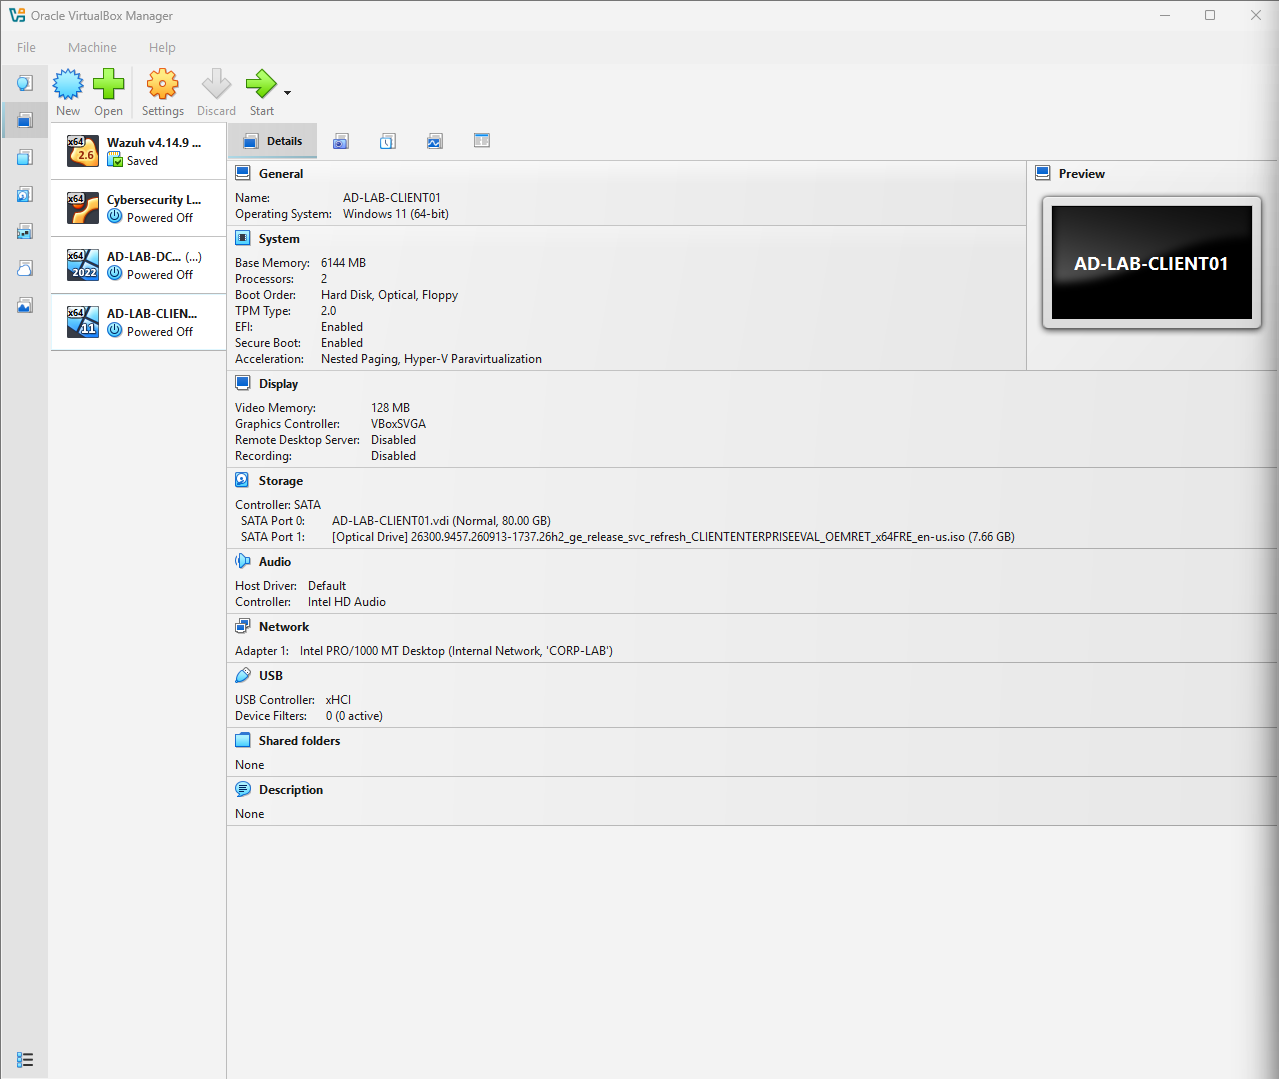 Oracle VirtualBox Manager
File Machine Help
New Open Settings Discard Start
x64 2.6 Wazuh v4.14.9 ...
Saved
x64 Cybersecurity L...
Powered Off
x64 2022 AD-LAB-DC... (...)
Powered Off
x64 11 AD-LAB-CLIEN...
Powered Off
Details
General
Name: AD-LAB-CLIENT01
Operating System: Windows 11 (64-bit)
Preview
AD-LAB-CLIENT01
System
Base Memory: 6144 MB
Processors: 2
Boot Order: Hard Disk, Optical, Floppy
TPM Type: 2.0
EFI: Enabled
Secure Boot: Enabled
Acceleration: Nested Paging, Hyper-V Paravirtualization
Display
Video Memory: 128 MB
Graphics Controller: VBoxSVGA
Remote Desktop Server: Disabled
Recording: Disabled
Storage
Controller: SATA
SATA Port 0: AD-LAB-CLIENT01.vdi (Normal, 80.00 GB)
SATA Port 1: [Optical Drive] 26300.9457.260913-1737.26h2_ge_release_svc_refresh_CLIENTENTERPRISEEVAL_OEMRET_x64FRE_en-us.iso (7.66 GB)
Audio
Host Driver: Default
Controller: Intel HD Audio
Network
Adapter 1: Intel PRO/1000 MT Desktop (Internal Network, 'CORP-LAB')
USB
USB Controller: xHCI
Device Filters: 0 (0 active)
Shared folders
None
Description
None